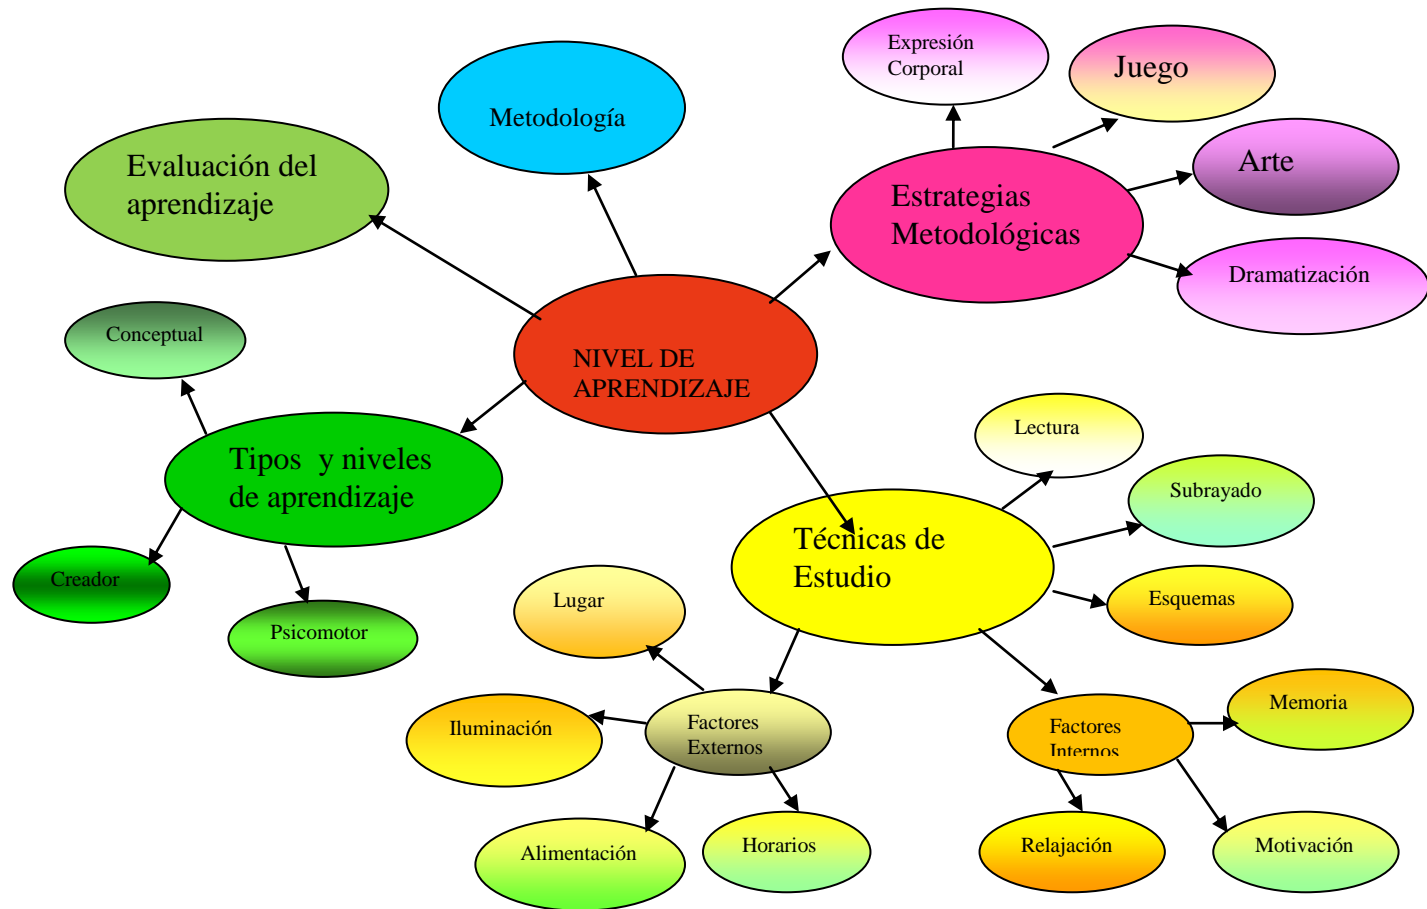 Expresión
Corporal
Juego
Metodología
Evaluación del
aprendizaje
Arte
Estrategias
Metodológicas
Dramatización
Conceptual
NIVEL DE
APRENDIZAJE
Lectura
Tipos  y niveles
de aprendizaje
Subrayado
Técnicas de
Estudio
Creador
Lugar
Esquemas
Psicomotor
Iluminación
Factores
Externos
Factores
Internos
Memoria
Alimentación
Horarios
Relajación
Motivación